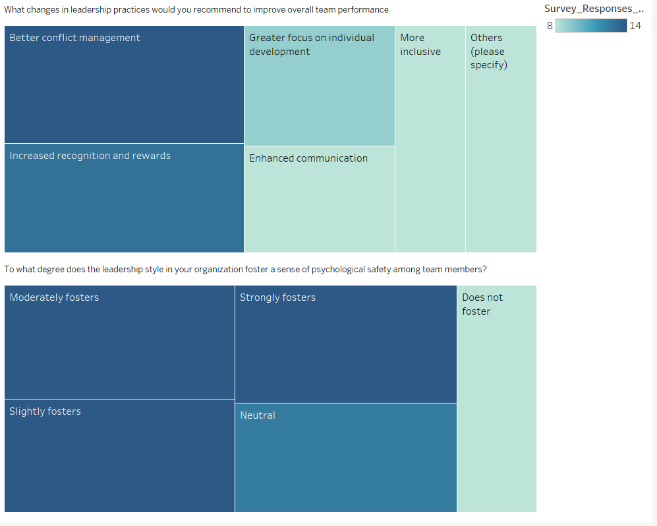 What changes in leadership practices would you recommend to improve overall team performance
Survey_Responses_..
8
14
Better conflict management
Greater focus on individual
development
More
inclusive
Others
(please
specify)
Increased recognition and rewards
Enhanced communication
To what degree does the leadership style in your organization foster a sense of psychological safety among team members?
Moderately fosters
Strongly fosters
Does not
foster
Slightly fosters
Neutral